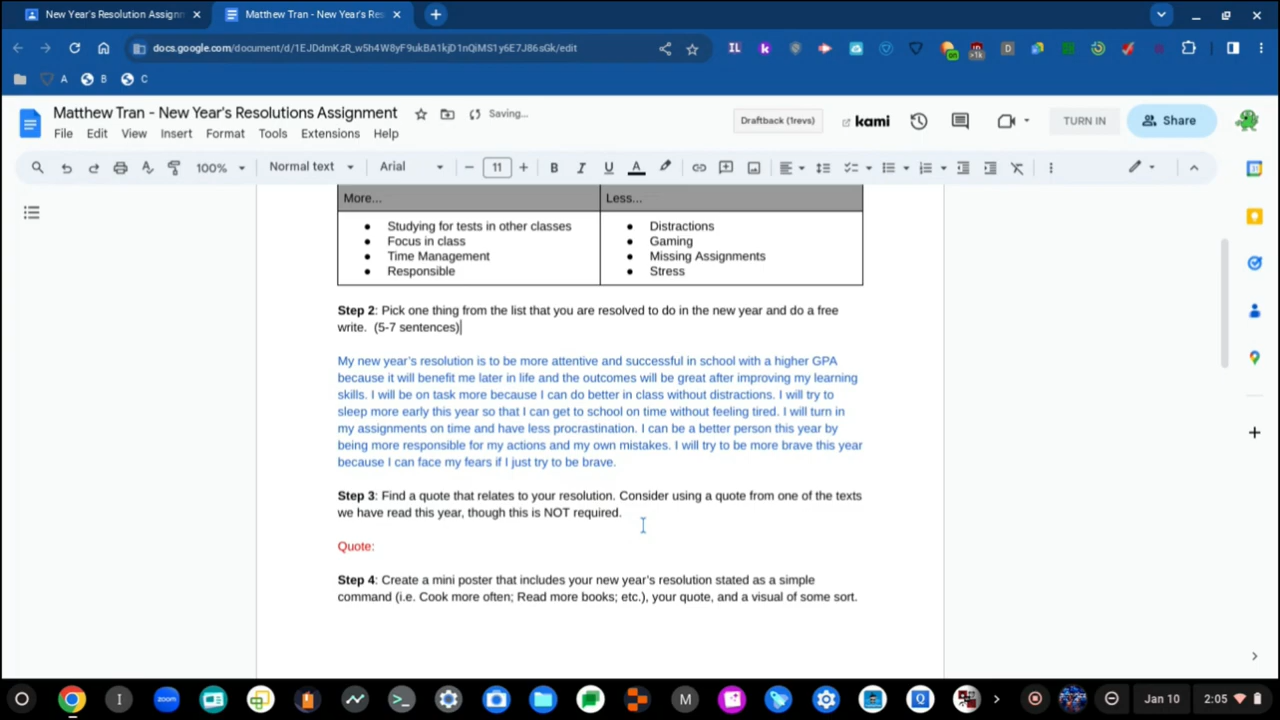 New Year's Resolution Assignm
Matthew Tran - New Year's Res
docs.google.com/document/d/1EJDdmKzR_w5h4W8yF9ukBA1kjD1nQiMS1y6E7J86sGk/edit
A B C
Matthew Tran - New Year's Resolutions Assignment
Saving...
File Edit View Insert Format Tools Extensions Help
Draftback (1revs)
kami
TURN IN
Share
100% Normal text Arial 11
More... Less...
Studying for tests in other classes
Focus in class
Time Management
Responsible
Distractions
Gaming
Missing Assignments
Stress
Step 2: Pick one thing from the list that you are resolved to do in the new year and do a free
write. (5-7 sentences)
My new year's resolution is to be more attentive and successful in school with a higher GPA
because it will benefit me later in life and the outcomes will be great after improving my learning
skills. I will be on task more because I can do better in class without distractions. I will try to
sleep more early this year so that I can get to school on time without feeling tired. I will turn in
my assignments on time and have less procrastination. I can be a better person this year by
being more responsible for my actions and my own mistakes. I will try to be more brave this year
because I can face my fears if I just try to be brave.
Step 3: Find a quote that relates to your resolution. Consider using a quote from one of the texts
we have read this year, though this is NOT required.
Quote:
Step 4: Create a mini poster that includes your new year's resolution stated as a simple
command (i.e. Cook more often; Read more books; etc.), your quote, and a visual of some sort.
zoom
Jan 10 2:05